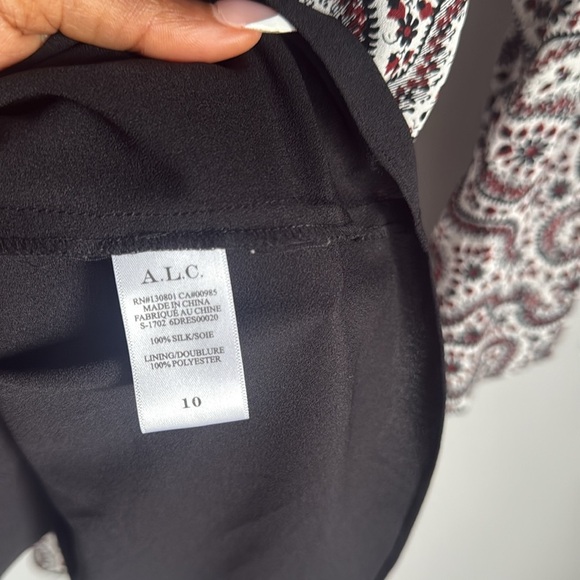 A.L.C.
RN#130801 CA#00985
MADE IN CHINA
FABRIQUÉ AU CHINE
S-1702 6DRES00020
100% SILK/SOIE
LINING/DOUBLURE
100% POLYESTER
10